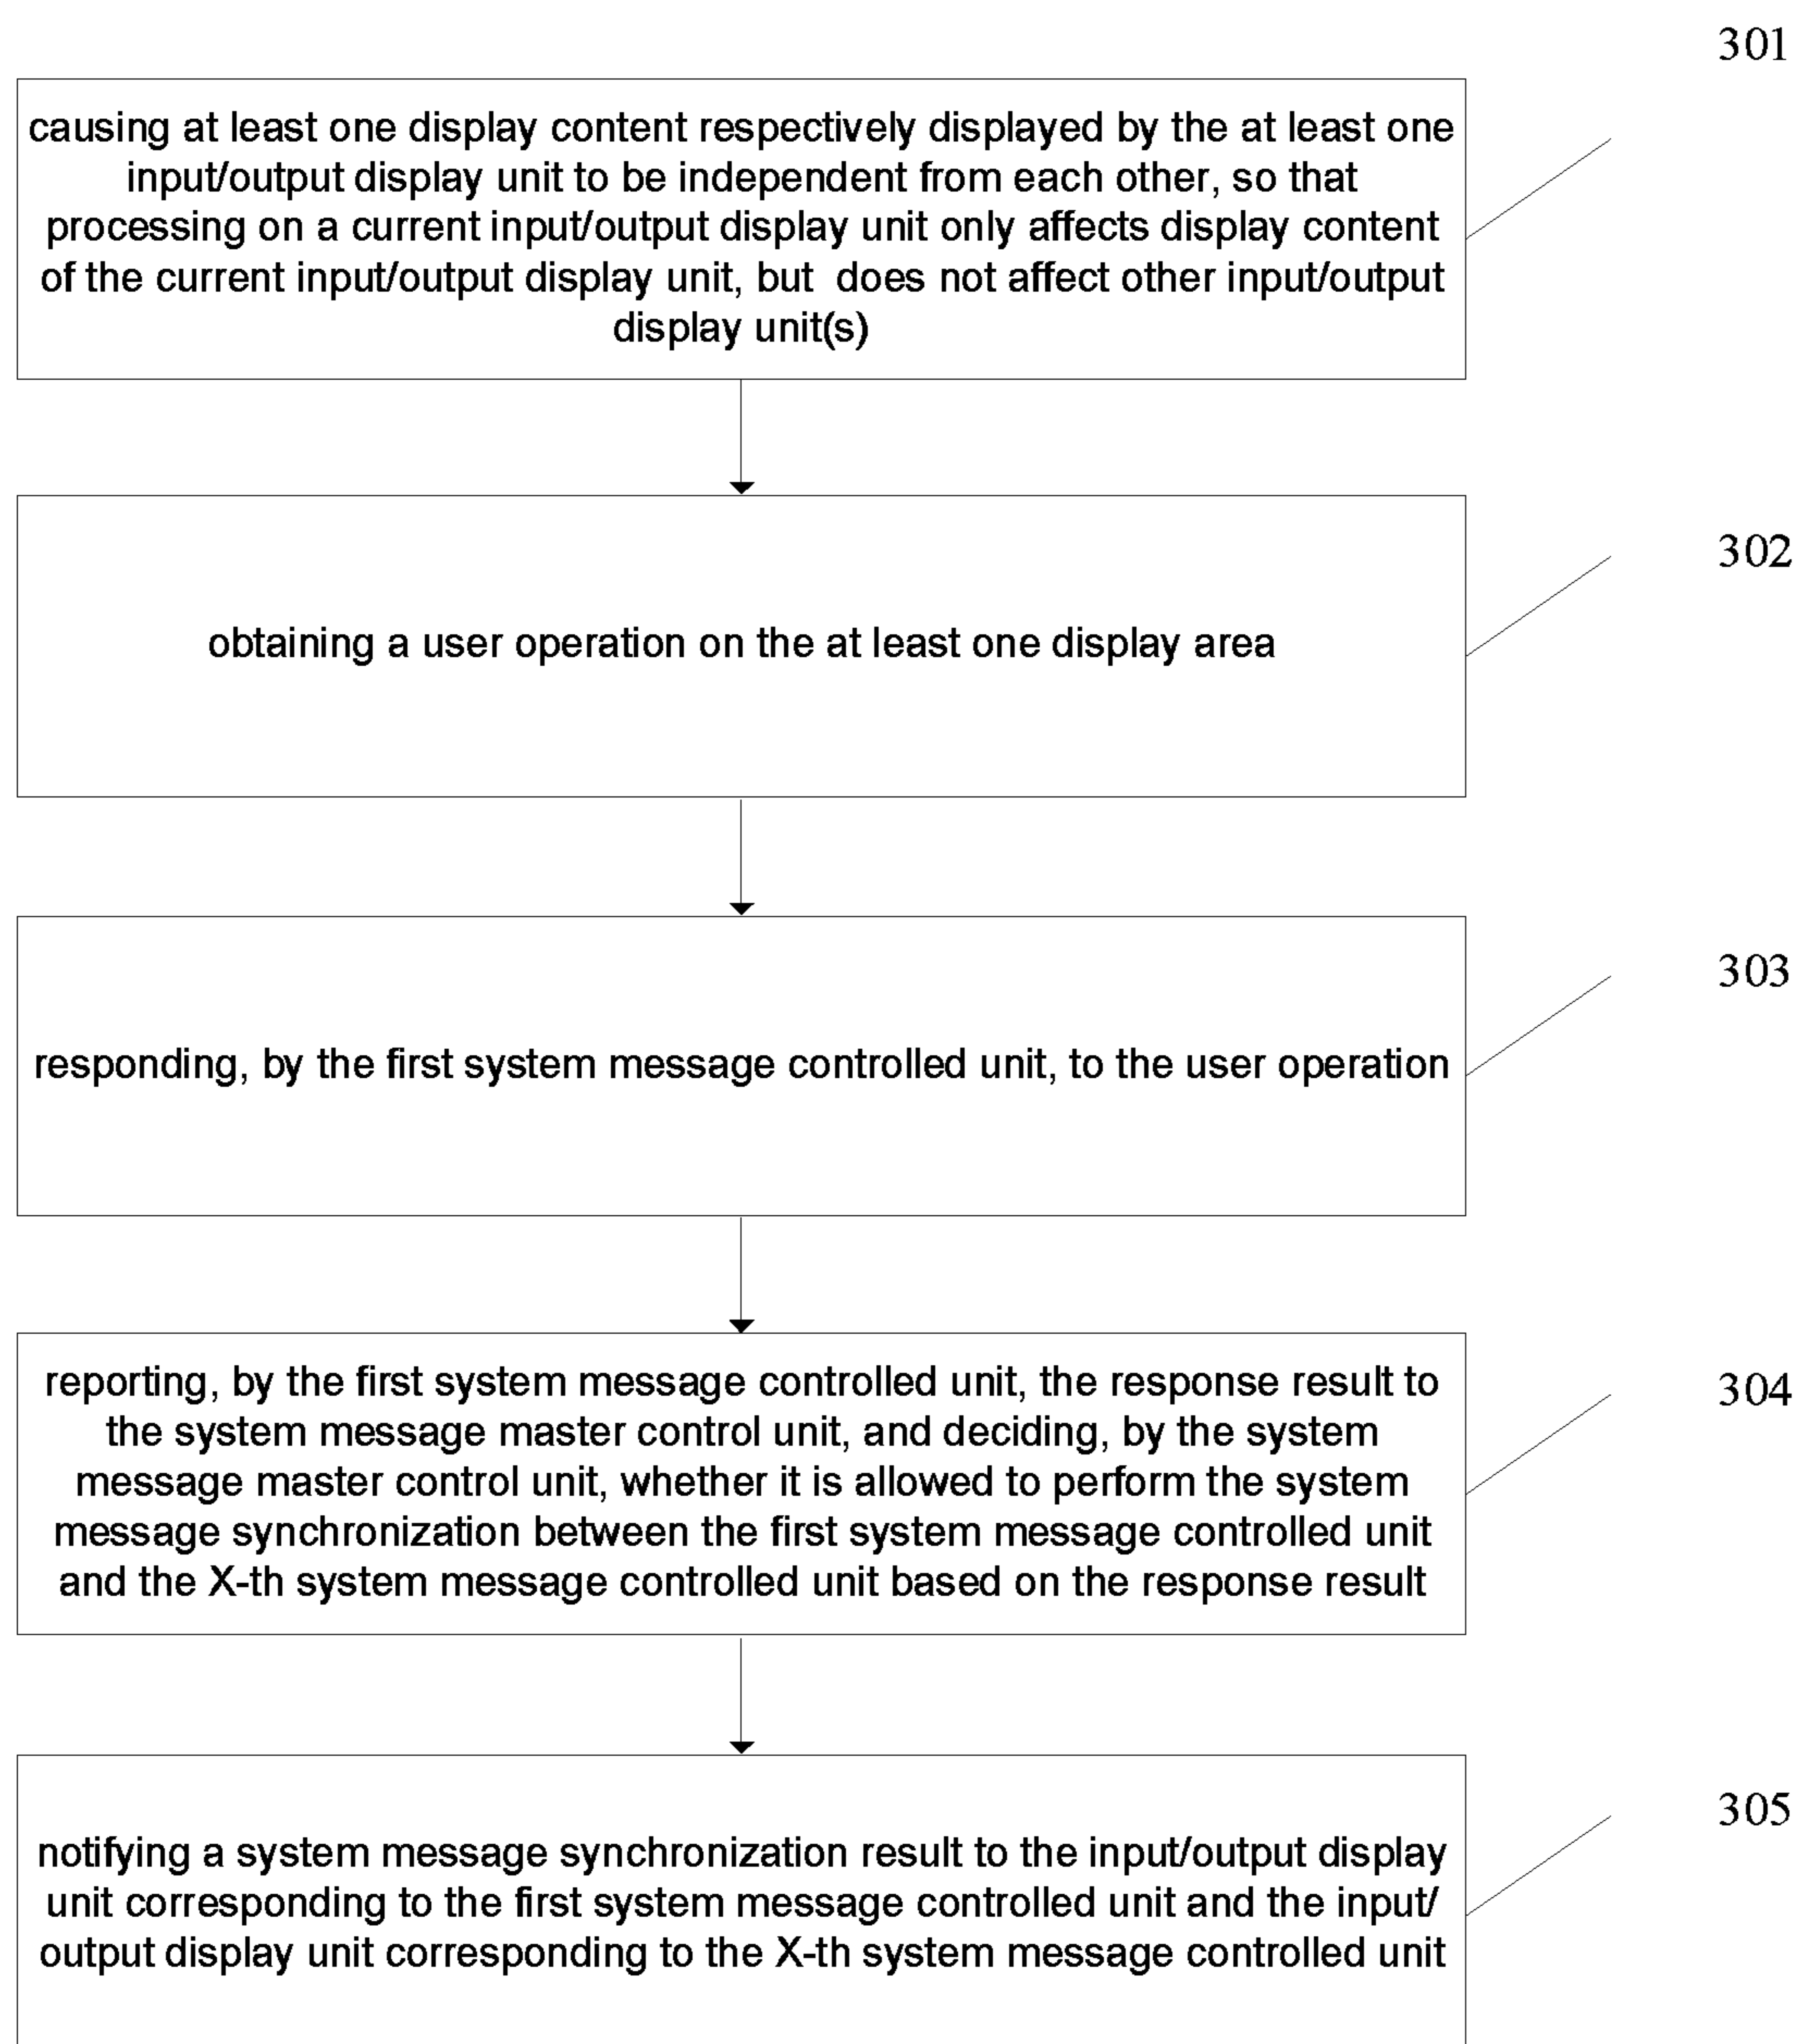 301
causing at least one display content respectively displayed by the at least one
input/output display unit to be independent from each other, so that
processing on a current input/output display unit only affects display content
of the current input/output display unit, but does not affect other input/output
display unit(s)
302
obtaining a user operation on the at least one display area
303
responding, by the first system message controlled unit, to the user operation
304
reporting, by the first system message controlled unit, the response result to
the system message master control unit, and deciding, by the system
message master control unit, whether it is allowed to perform the system
message synchronization between the first system message controlled unit
and the X-th system message controlled unit based on the response result
305
notifying a system message synchronization result to the input/output display
unit corresponding to the first system message controlled unit and the input/
output display unit corresponding to the X-th system message controlled unit